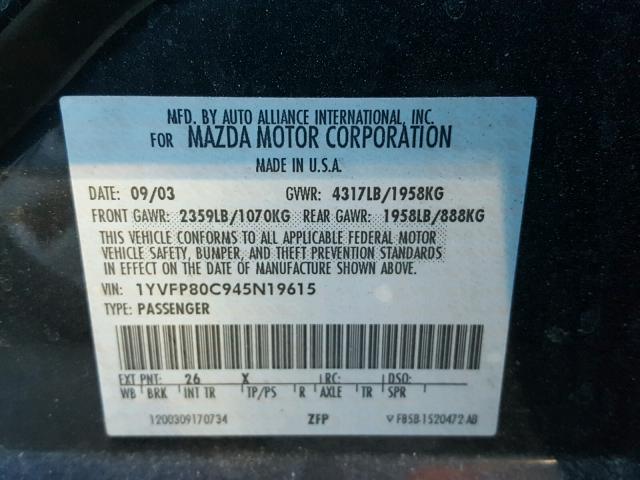 MFD. BY AUTO ALLIANCE INTERNATIONAL, INC.
FOR MAZDA MOTOR CORPORATION
MADE IN U.S.A.
DATE: 09/03 GVWR: 4317LB/1958KG
FRONT GAWR: 2359LB/1070KG REAR GAWR: 1958LB/888KG
THIS VEHICLE CONFORMS TO ALL APPLICABLE FEDERAL MOTOR
VEHICLE SAFETY, BUMPER, AND THEFT PREVENTION STANDARDS
IN EFFECT ON THE DATE OF MANUFACTURE SHOWN ABOVE.
VIN: 1YVFP80C945N19615
TYPE: PASSENGER
EXT PNT: 26 X RC: DSO:
WB BRK INT TR TP/PS R AXLE TR SPR
1200309170734 ZFP F85B-1520472 AB